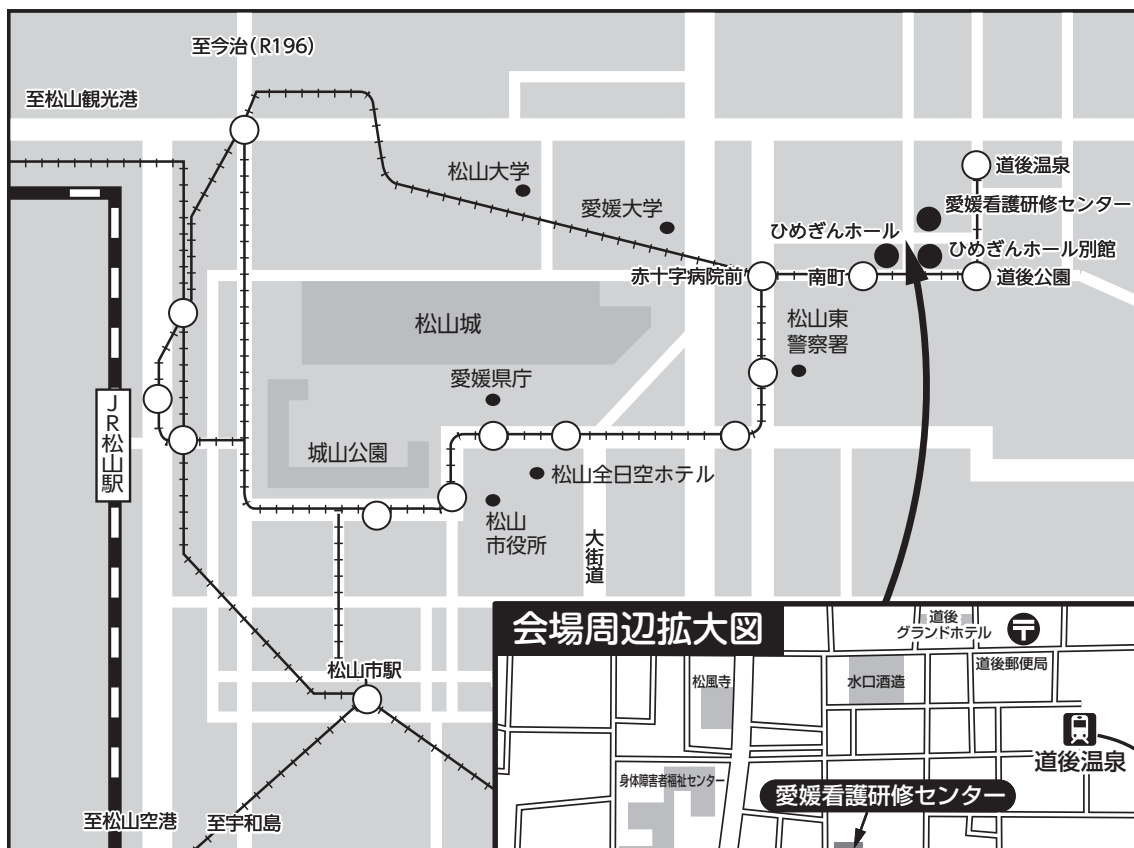 至今治(R196)
至松山観光港
松山大学
愛媛大学
道後温泉
愛媛看護研修センター
ひめぎんホール
ひめぎんホール別館
赤十字病院前
南町
道後公園
松山城
松山東
警察署
愛媛県庁
JR松山駅
城山公園
松山全日空ホテル
松山
市役所
大街道
松山市駅
至松山空港
至宇和島
会場周辺拡大図
道後
グランドホテル
道後郵便局
松風寺
水口酒造
道後温泉
身体障害者福祉センター
愛媛看護研修センター